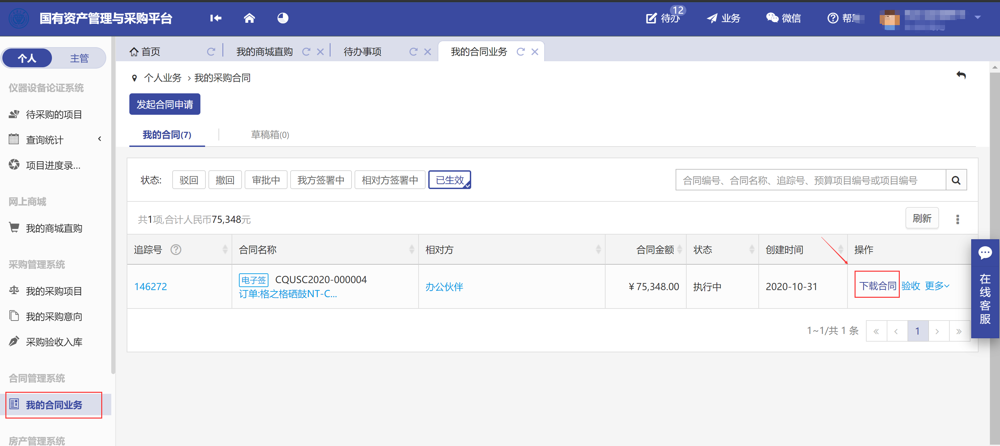 国有资产管理与采购平台
待办 12
业务
微信
个人 主管
仪器设备论证系统
待采购的项目
查询统计
项目进度录...
网上商城
我的商城直购
采购管理系统
我的采购项目
我的采购意向
采购验收入库
合同管理系统
我的合同业务
房产管理系统
首页 我的商城直购 待办事项 我的合同业务
个人业务 > 我的采购合同
发起合同申请
我的合同(7) 草稿箱(0)
状态: 驳回 撤回 审批中 我方签署中 相对方签署中 已生效
合同编号、合同名称、追踪号、预算项目编号或项目编号
共1项,合计人民币75,348元
刷新
追踪号 合同名称 相对方 合同金额 状态 创建时间 操作
146272
电子签 CQUSC2020-000004
订单:格之格硒鼓NT-C...
办公伙伴
¥75,348.00
执行中
2020-10-31
下载合同 验收 更多
1~1/共 1 条 « ‹ 1 › »
在线客服